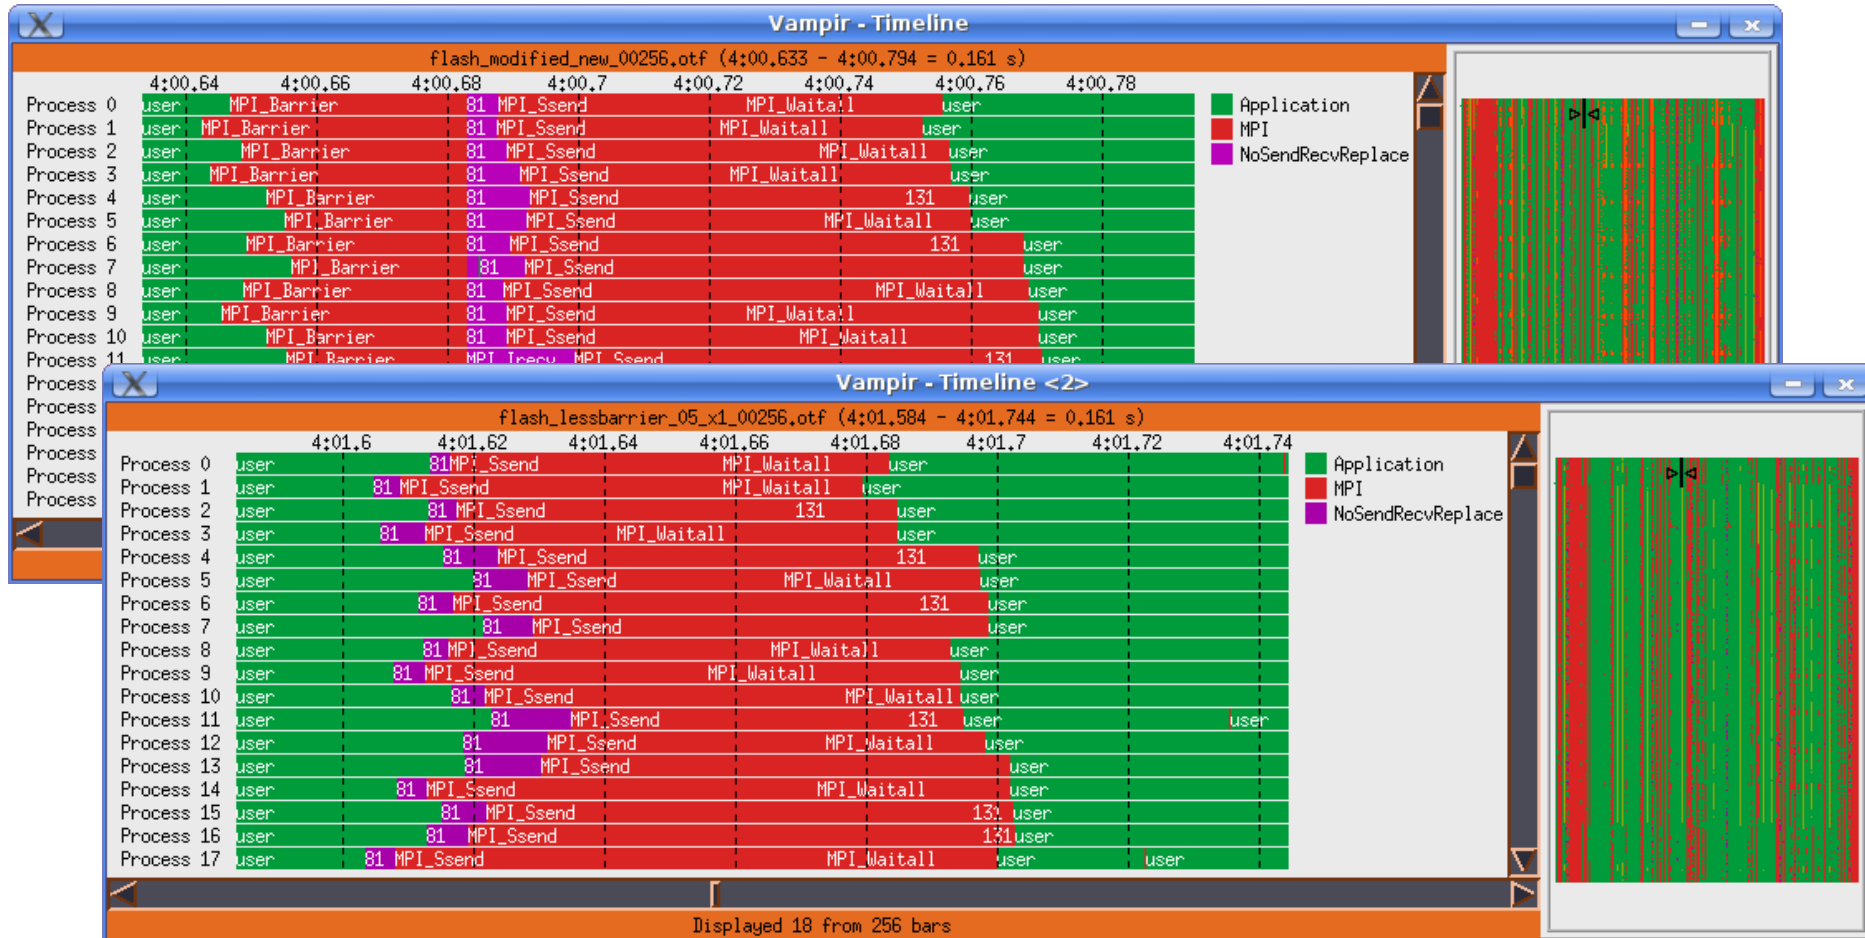 Vampir - Timeline
flash_modified_new_00256.otf (4:00.633 - 4:00.794 = 0.161 s)
4:00.64 4:00.66 4:00.68 4:00.7 4:00.72 4:00.74 4:00.76 4:00.78
Process 0 user MPI_Barrier 81 MPI_Ssend MPI_Waitall user Application
Process 1 user MPI_Barrier 81 MPI_Ssend MPI_Waitall user MPI
Process 2 user MPI_Barrier 81 MPI_Ssend MPI_Waitall user NoSendRecvReplace
Process 3 user MPI_Barrier 81 MPI_Ssend MPI_Waitall user
Process 4 user MPI_Barrier 81 MPI_Ssend 131 user
Process 5 user MPI_Barrier 81 MPI_Ssend MPI_Waitall user
Process 6 user MPI_Barrier 81 MPI_Ssend 131 user
Process 7 user MPI_Barrier 81 MPI_Ssend user
Process 8 user MPI_Barrier 81 MPI_Ssend MPI_Waitall user
Process 9 user MPI_Barrier 81 MPI_Ssend MPI_Waitall user
Process 10 user MPI_Barrier 81 MPI_Ssend MPI_Waitall user
Process 11 user MPI_Barrier MPI_Irecv MPI_Ssend 131 user
Process
Process
Process
Process
Process
Process
Vampir - Timeline <2>
flash_lessbarrier_05_x1_00256.otf (4:01.584 - 4:01.744 = 0.161 s)
4:01.6 4:01.62 4:01.64 4:01.66 4:01.68 4:01.7 4:01.72 4:01.74
Process 0 user 81 MPI_Ssend MPI_Waitall user Application
Process 1 user 81 MPI_Ssend MPI_Waitall user MPI
Process 2 user 81 MPI_Ssend 131 user NoSendRecvReplace
Process 3 user 81 MPI_Ssend MPI_Waitall user
Process 4 user 81 MPI_Ssend 131 user
Process 5 user 81 MPI_Ssend MPI_Waitall user
Process 6 user 81 MPI_Ssend 131 user
Process 7 user 81 MPI_Ssend user
Process 8 user 81 MPI_Ssend MPI_Waitall user
Process 9 user 81 MPI_Ssend MPI_Waitall user
Process 10 user 81 MPI_Ssend MPI_Waitall user
Process 11 user 81 MPI_Ssend 131 user user
Process 12 user 81 MPI_Ssend MPI_Waitall user
Process 13 user 81 MPI_Ssend user
Process 14 user 81 MPI_Ssend MPI_Waitall user
Process 15 user 81 MPI_Ssend 131 user
Process 16 user 81 MPI_Ssend 131 user
Process 17 user 81 MPI_Ssend MPI_Waitall user user
Displayed 18 from 256 bars